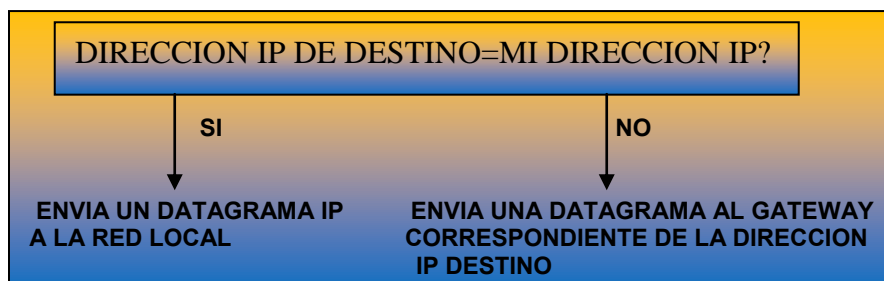 DIRECCION IP DE DESTINO=MI DIRECCION IP?
SI
NO
ENVIA UN DATAGRAMA IP
A LA RED LOCAL
ENVIA UNA DATAGRAMA AL GATEWAY
CORRESPONDIENTE DE LA DIRECCION
IP DESTINO